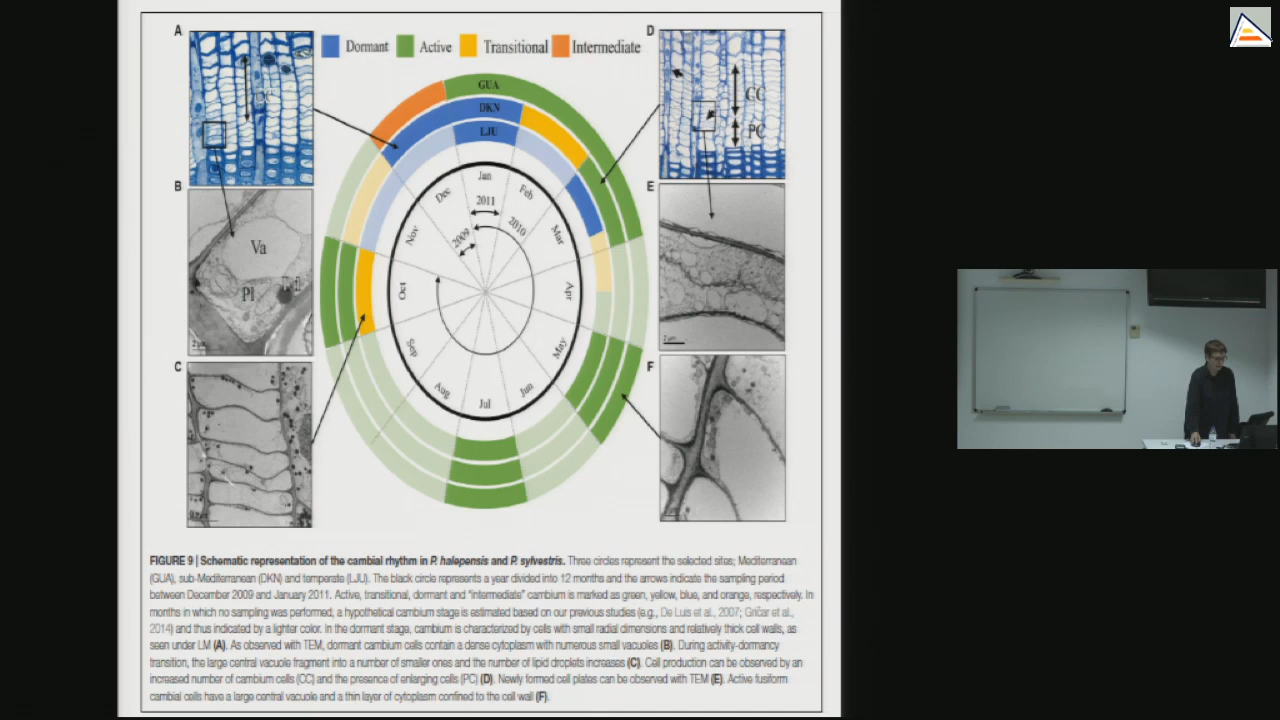 A
D
Dormant Active Transitional Intermediate
GUA
DKN
LJU
CC
PC
B
E
Jan
Feb
Mar
Apr
May
Jun
Jul
Aug
Sep
Oct
Nov
Dec
2011
2010
2009
Va
Pl
2 µm
2 µm
C
F
FIGURE 9 | Schematic representation of the cambial rhythm in P. halepensis and P. sylvestris. Three circles represent the selected sites; Mediterranean
(GUA), sub-Mediterranean (DKN) and temperate (LJU). The black circle represents a year divided into 12 months and the arrows indicate the sampling period
between December 2009 and January 2011. Active, transitional, dormant and “intermediate” cambium is marked as green, yellow, blue, and orange, respectively. In
months in which no sampling was performed, a hypothetical cambium stage is estimated based on our previous studies (e.g., De Luis et al., 2007; Gričar et al.,
2014) and thus indicated by a lighter color. In the dormant stage, cambium is characterized by cells with small radial dimensions and relatively thick cell walls, as
seen under LM (A). As observed with TEM, dormant cambium cells contain a dense cytoplasm with numerous small vacuoles (B). During activity-dormancy
transition, the large central vacuole fragment into a number of smaller ones and the number of lipid droplets increases (C). Cell production can be observed by an
increased number of cambium cells (CC) and the presence of enlarging cells (PC) (D). Newly formed cell plates can be observed with TEM (E). Active fusiform
cambial cells have a large central vacuole and a thin layer of cytoplasm confined to the cell wall (F).